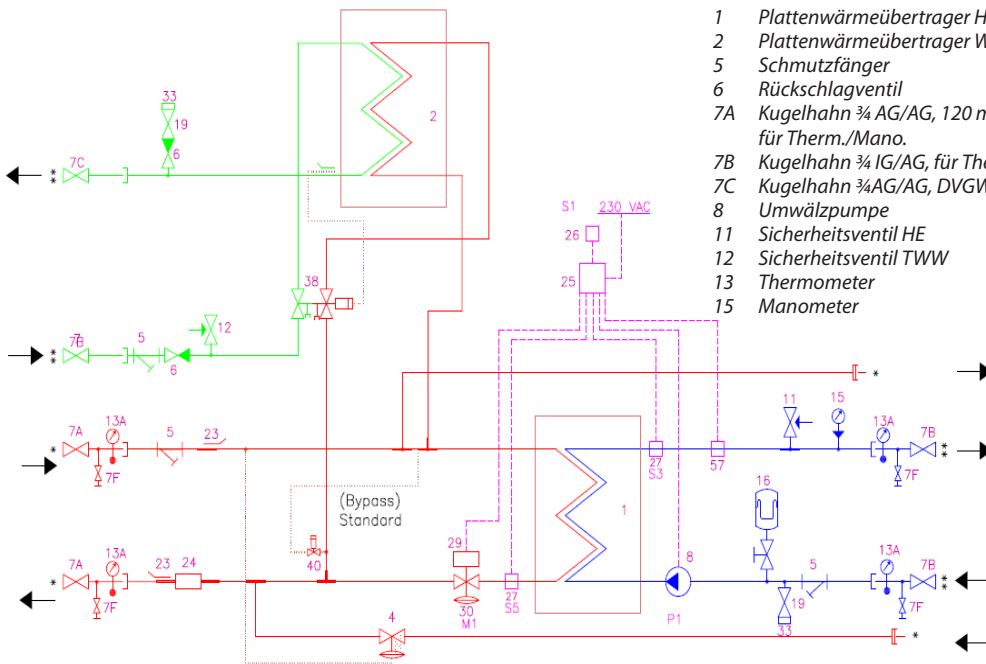 1 Plattenwärmeübertrager H
2 Plattenwärmeübertrager W
5 Schmutzfänger
6 Rückschlagventil
7A Kugelhahn ¾ AG/AG, 120 m
für Therm./Mano.
7B Kugelhahn ¾ IG/AG, für The
7C Kugelhahn ¾AG/AG, DVGW
8 Umwälzpumpe
11 Sicherheitsventil HE
12 Sicherheitsventil TWW
13 Thermometer
15 Manometer
33
19
2
6
7C
**
S1 230 VAC
26
25
38
12
7B
**
5
6
*
13A
5
23
11
15
13A
7A
7B
*
**
7F
27
S3
57
7F
(Bypass)
Standard
1
16
13A
23
24
40
29
8
5
13A
7A
7B
*
**
7F
27
S5
30
M1
P1
19
33
7F
4
*